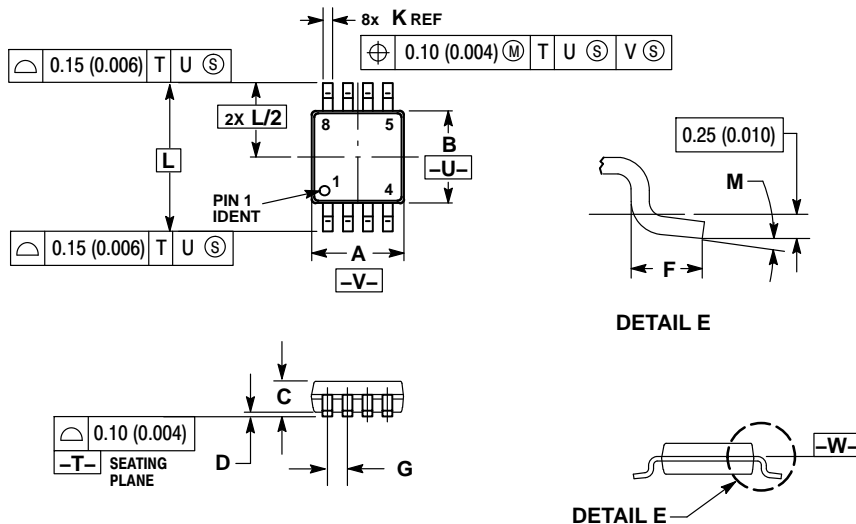 8x K REF
⌓ 0.15 (0.006) T U Ⓢ
⌖ 0.10 (0.004) Ⓜ T U Ⓢ V Ⓢ
2X L/2
L
8 5
B
–U–
PIN 1
IDENT
1 4
⌓ 0.15 (0.006) T U Ⓢ
A
–V–
0.25 (0.010)
M
F
DETAIL E
C
⌓ 0.10 (0.004)
–T– SEATING
PLANE
D
G
–W–
DETAIL E